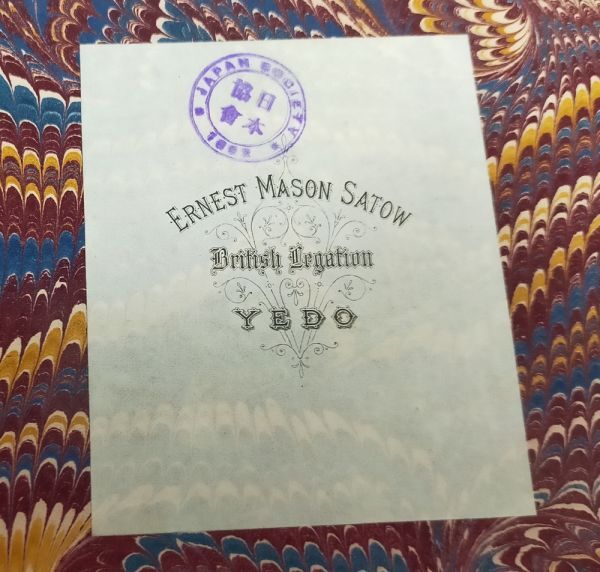 JAPAN SOCIETY
日本
協會
ERNEST MASON SATOW
British Legation
YEDO